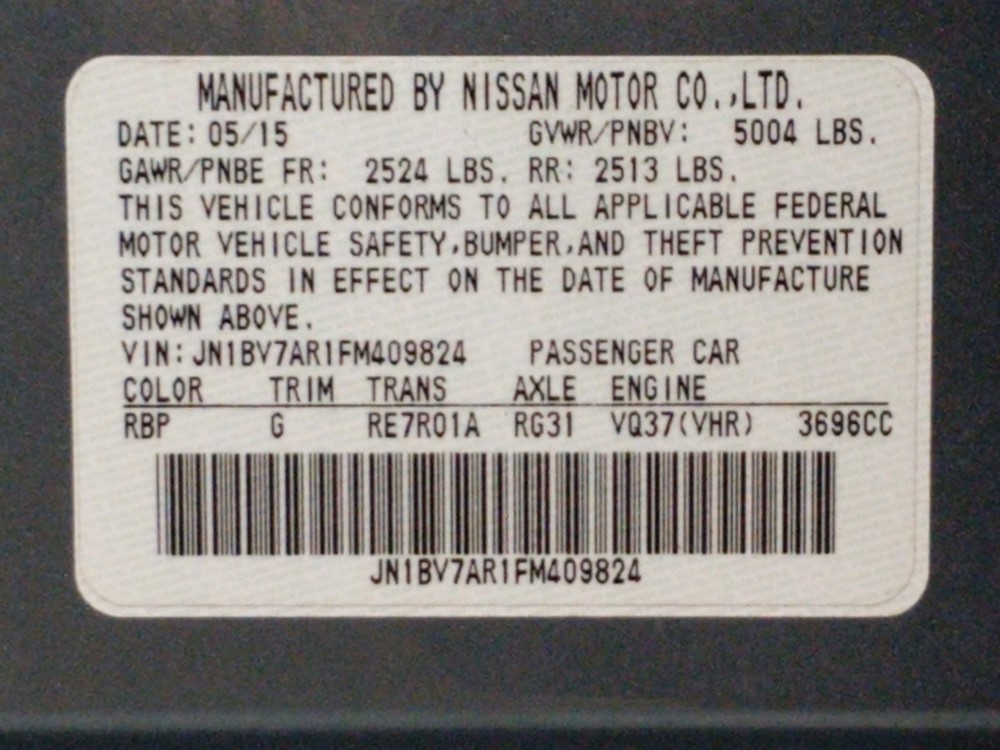 MANUFACTURED BY NISSAN MOTOR CO.,LTD.
DATE: 05/15 GVWR/PNBV: 5004 LBS.
GAWR/PNBE FR: 2524 LBS. RR: 2513 LBS.
THIS VEHICLE CONFORMS TO ALL APPLICABLE FEDERAL
MOTOR VEHICLE SAFETY,BUMPER,AND THEFT PREVENTION
STANDARDS IN EFFECT ON THE DATE OF MANUFACTURE
SHOWN ABOVE.
VIN: JN1BV7AR1FM409824 PASSENGER CAR
COLOR TRIM TRANS AXLE ENGINE
RBP G RE7R01A RG31 VQ37(VHR) 3696CC
JN1BV7AR1FM409824